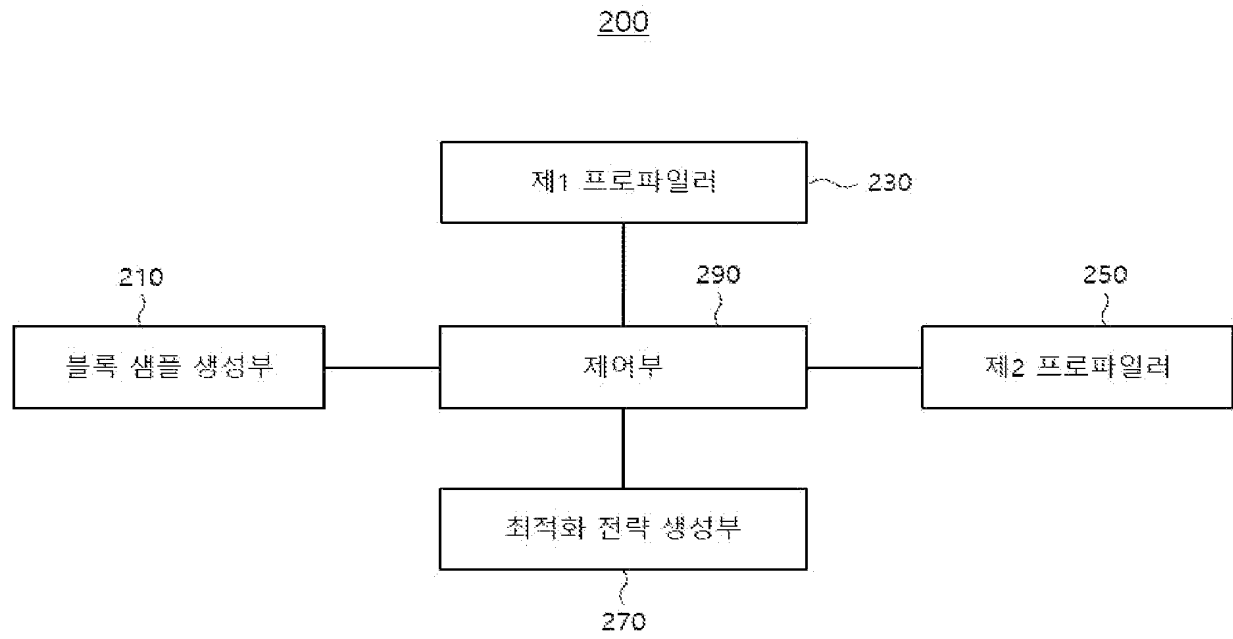 200
제1 프로파일러
230
210
290
250
블록 샘플 생성부
제어부
제2 프로파일러
최적화 전략 생성부
270